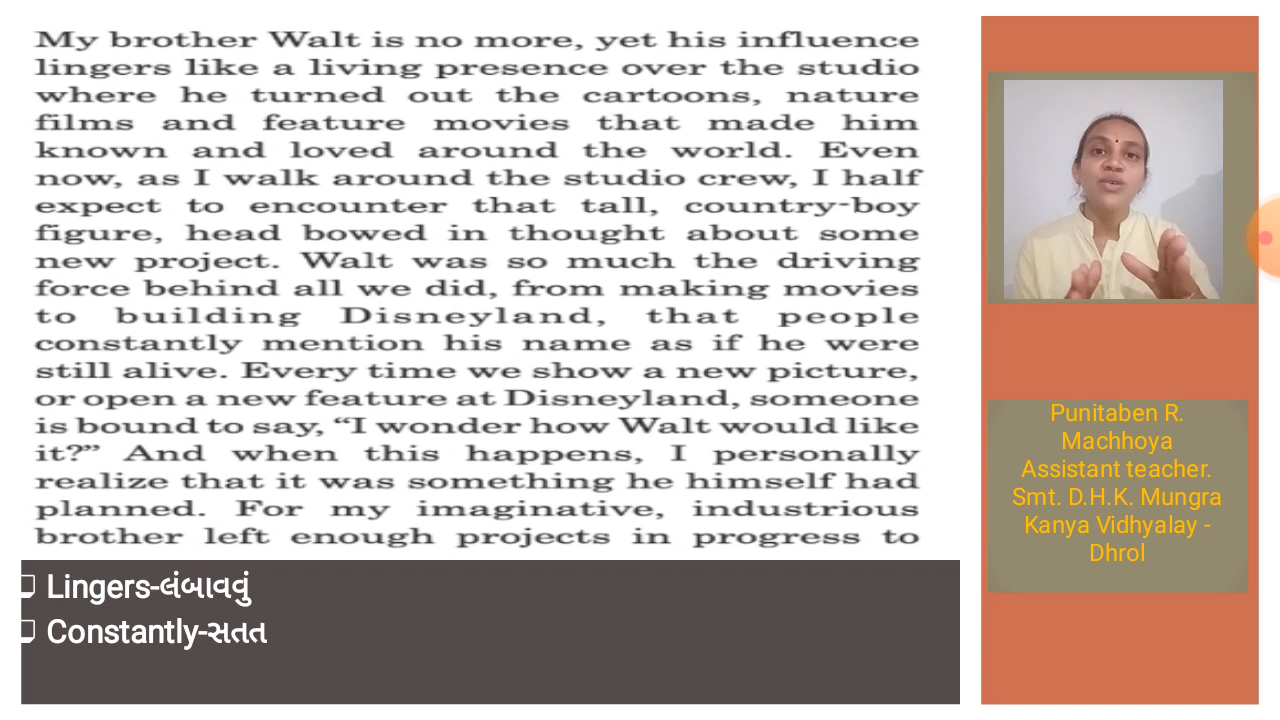 My brother Walt is no more, yet his influence
lingers like a living presence over the studio
where he turned out the cartoons, nature
films and feature movies that made him
known and loved around the world. Even
now, as I walk around the studio crew, I half
expect to encounter that tall, country-boy
figure, head bowed in thought about some
new project. Walt was so much the driving
force behind all we did, from making movies
to building Disneyland, that people
constantly mention his name as if he were
still alive. Every time we show a new picture,
or open a new feature at Disneyland, someone
is bound to say, “I wonder how Walt would like
it?” And when this happens, I personally
realize that it was something he himself had
planned. For my imaginative, industrious
brother left enough projects in progress to
Lingers-લંબાવવું
Constantly-સતત
Punitaben R.
Machhoya
Assistant teacher.
Smt. D.H.K. Mungra
Kanya Vidhyalay -
Dhrol